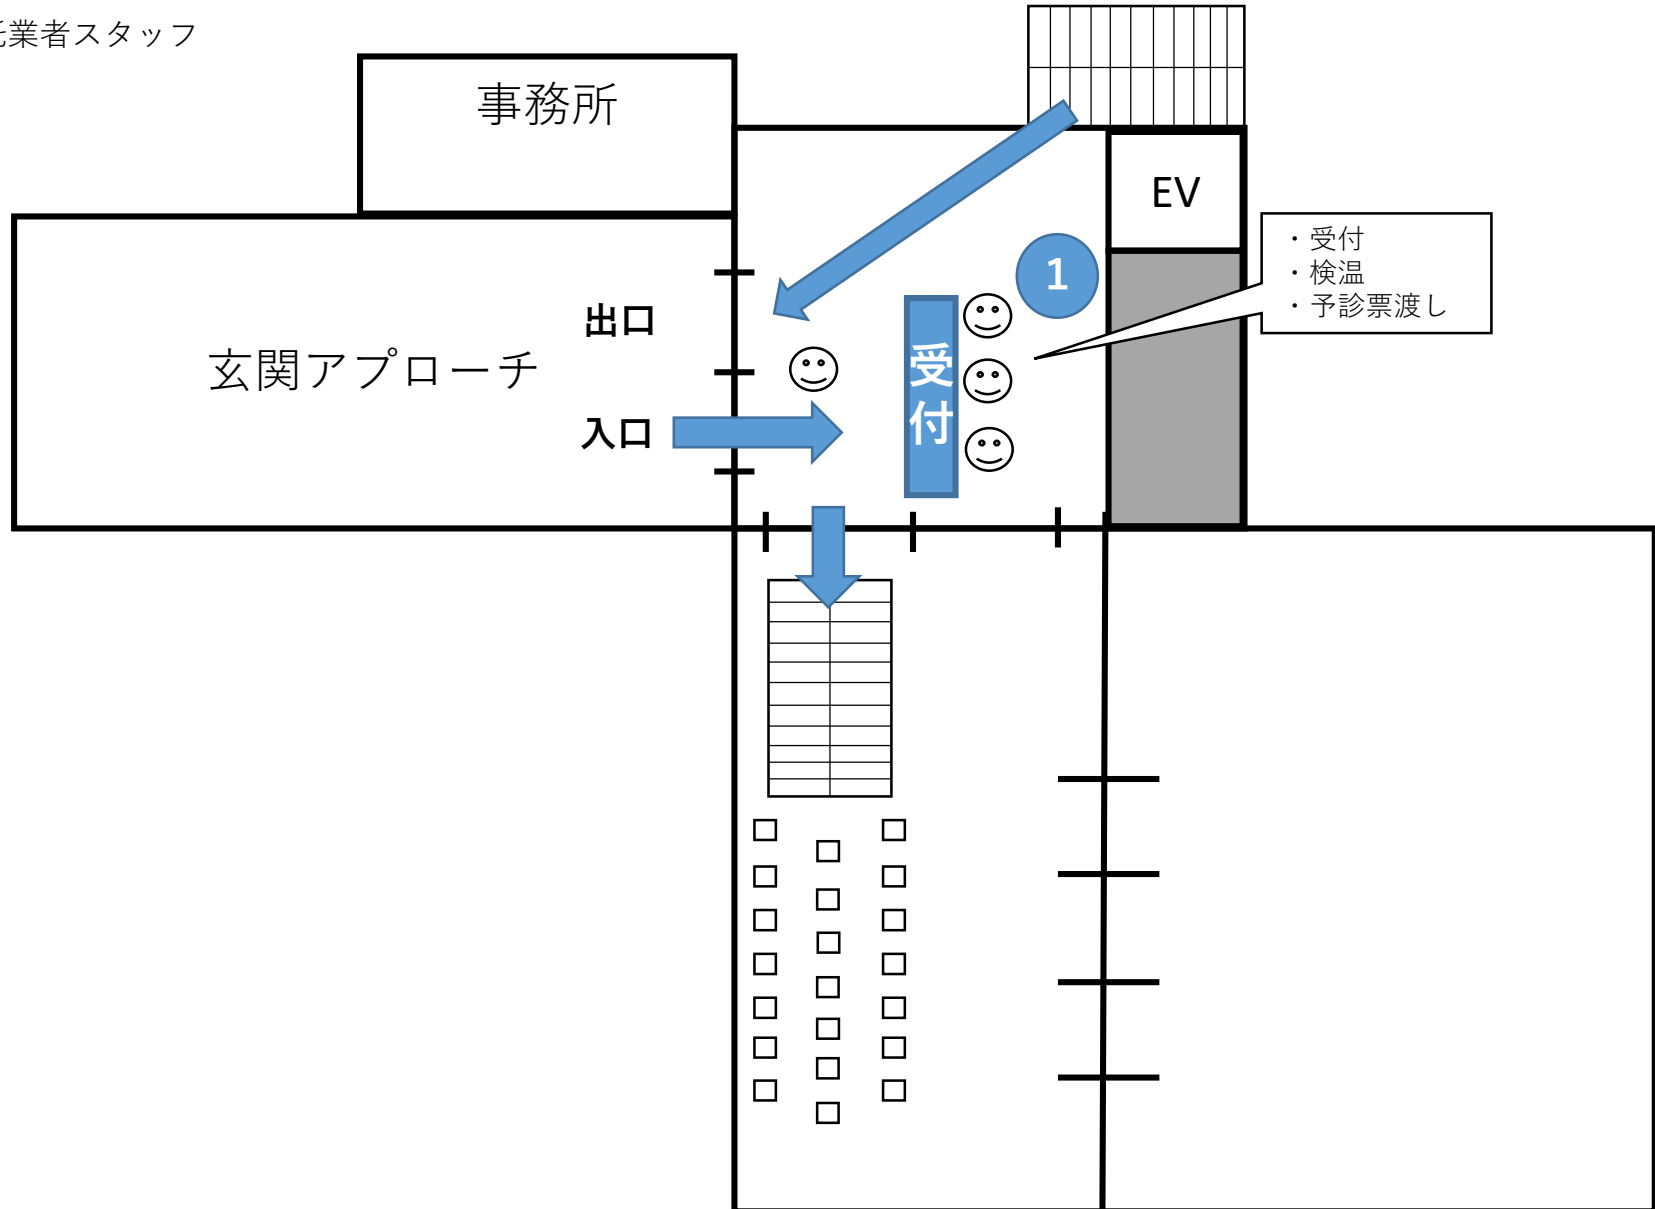 業者スタッフ
事務所
EV
・受付
・検温
・予診票渡し
1
出口
受付
玄関アプローチ
入口